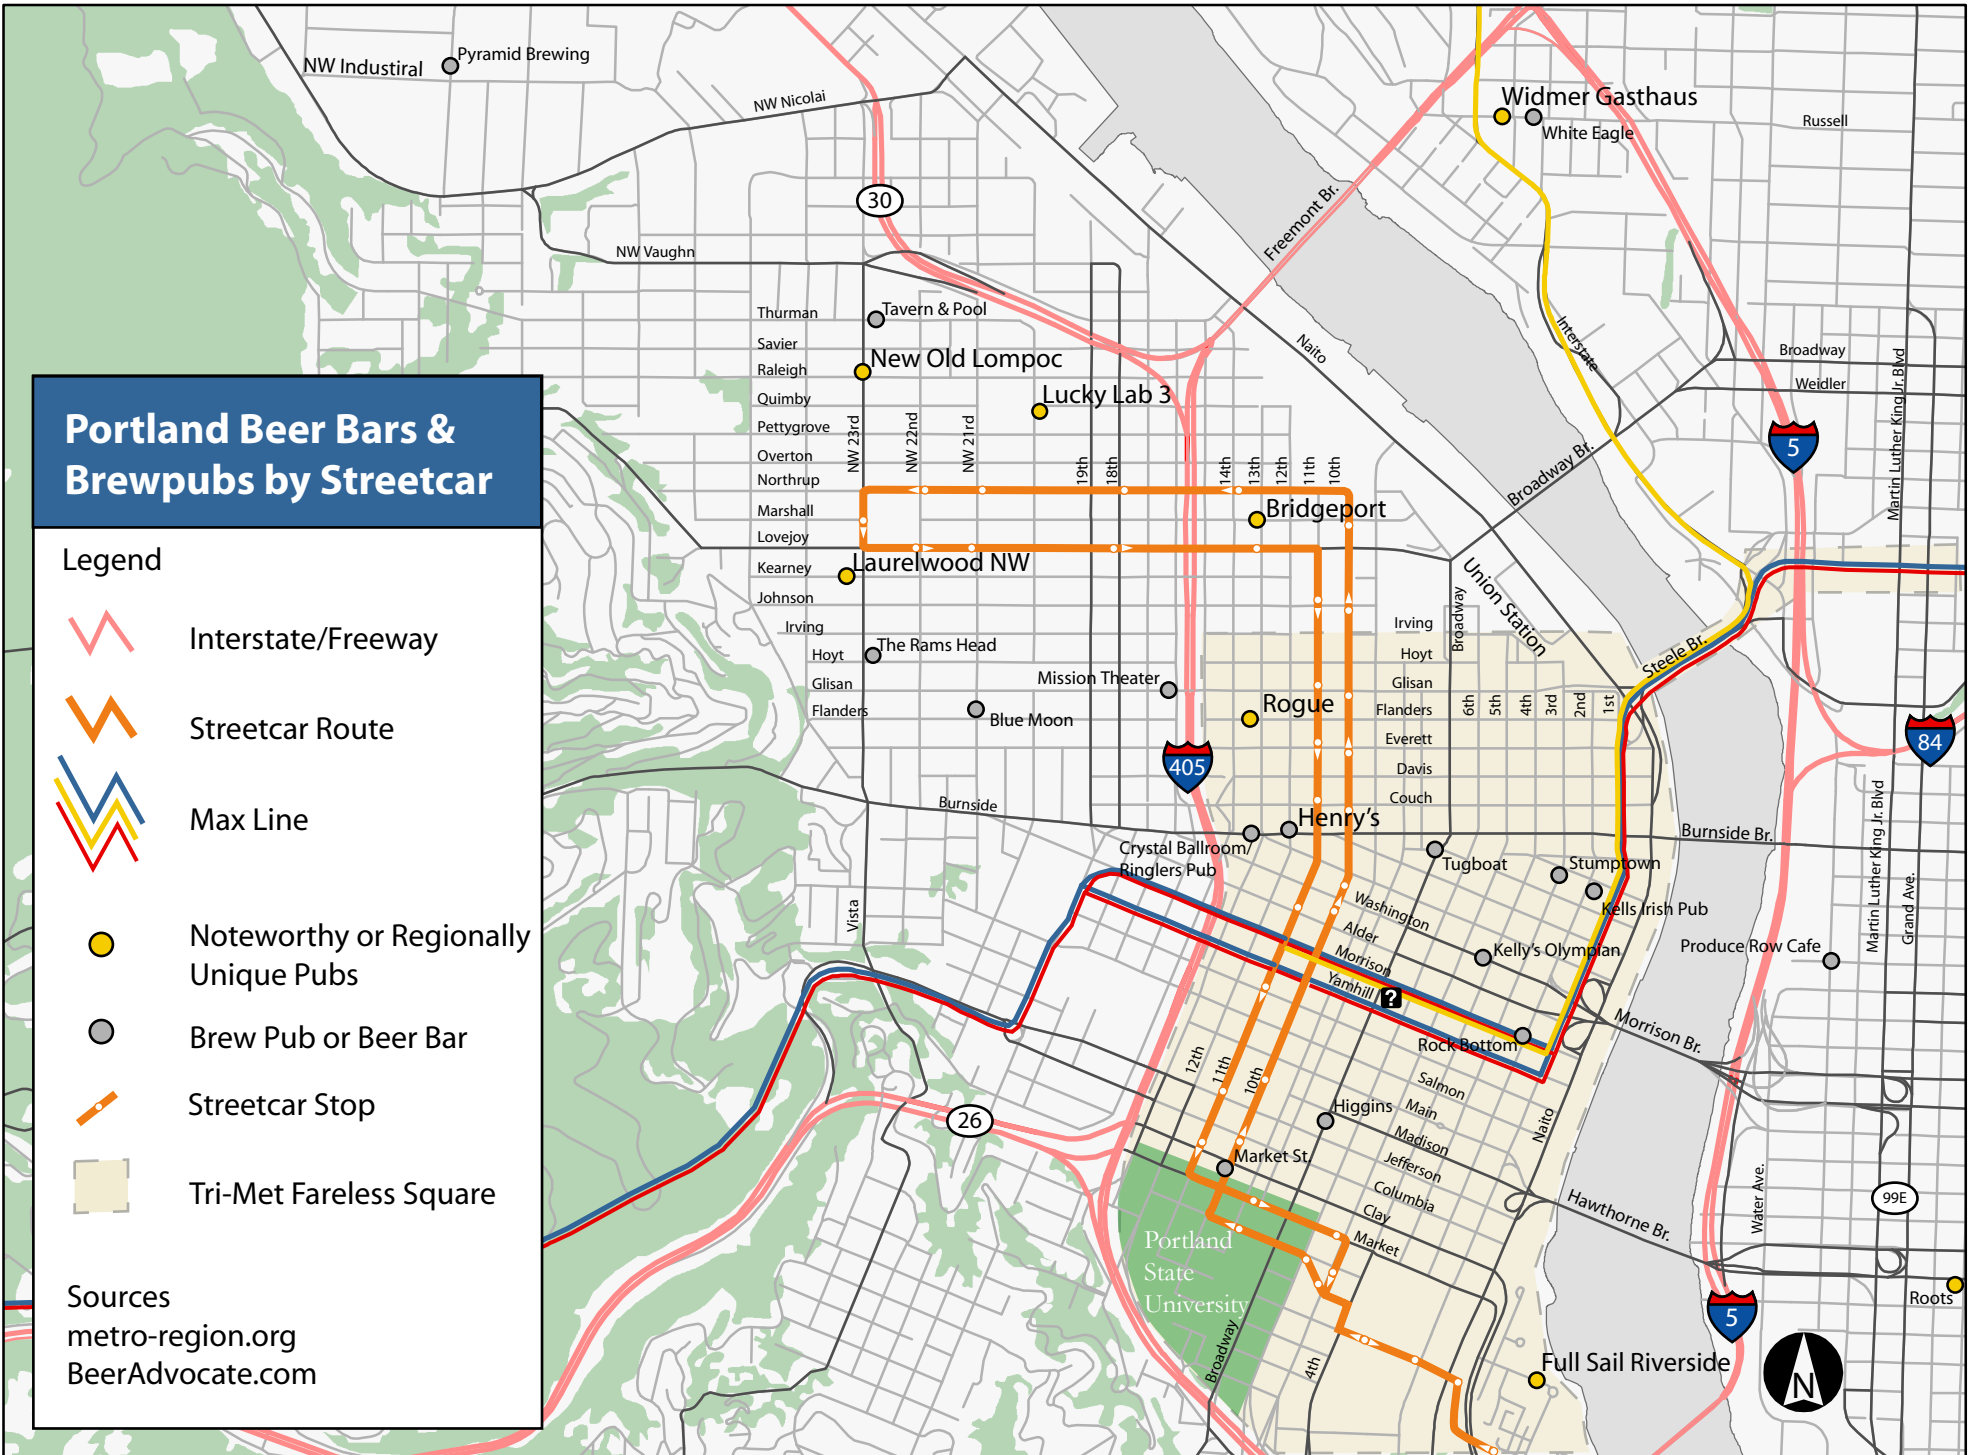 NW Industiral
Pyramid Brewing
NW Nicolai
Widmer Gasthaus
White Eagle
Russell
30
Freemont Br.
NW Vaughn
Thurman
Tavern & Pool
Savier
New Old Lompoc
Raleigh
Quimby
Lucky Lab 3
Pettygrove
Overton
Northrup
Marshall
Lovejoy
Kearney
Johnson
Irving
Hoyt
Glisan
Flanders
NW 23rd
NW 22nd
NW 21rd
19th
18th
14th
13th
12th
11th
10th
Naito
Interstate
Broadway
Weidler
Martin Luther King Jr. Blvd
5
Broadway Br.
Bridgeport
Laurelwood NW
Union Station
Broadway
The Rams Head
Mission Theater
Blue Moon
Rogue
Irving
Hoyt
Glisan
Flanders
Everett
Davis
Couch
6th
5th
4th
3rd
2nd
1st
Steele Br.
84
405
Burnside
Henry's
Crystal Ballroom/
Ringlers Pub
Tugboat
Stumptown
Kells Irish Pub
Burnside Br.
Martin Luther King Jr. Blvd
Grand Ave.
Vista
Washington
Alder
Morrison
Yamhill
?
Kelly's Olympian
Produce Row Cafe
Rock Bottom
Morrison Br.
12th
11th
10th
Salmon
Main
Madison
Jefferson
Columbia
Clay
Market
Higgins
Naito
26
Market St.
Hawthorne Br.
Water Ave.
99E
Portland
State
University
Broadway
4th
Roots
5
Full Sail Riverside
N
Portland Beer Bars &
Brewpubs by Streetcar
Legend
Interstate/Freeway
Streetcar Route
Max Line
Noteworthy or Regionally
Unique Pubs
Brew Pub or Beer Bar
Streetcar Stop
Tri-Met Fareless Square
Sources
metro-region.org
BeerAdvocate.com